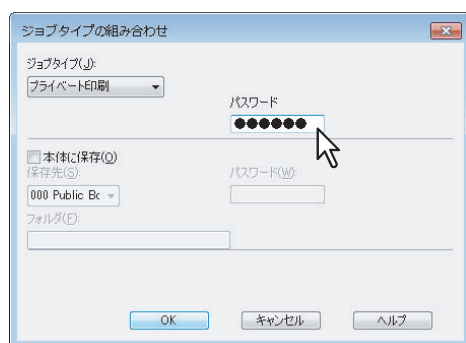 ジョブタイプの組み合わせ
ジョブタイプ(J):
プライベート印刷
パスワード
●●●●●●
本体に保存(O)
保存先(S):
パスワード(W):
000 Public Bc
フォルダ(F):
OK キャンセル ヘルプ